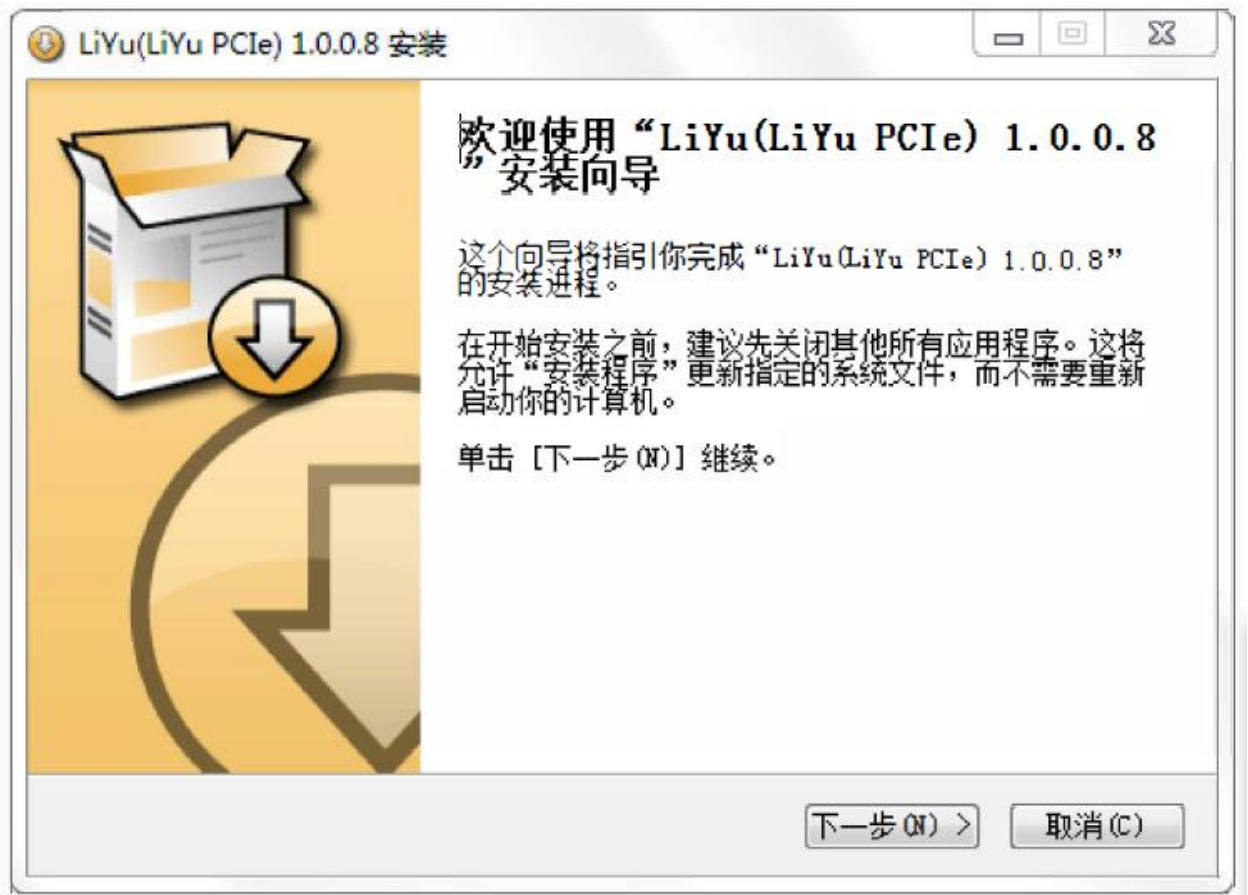 LiYu(LiYu PCIe) 1.0.0.8 安装
欢迎使用“LiYu(LiYu PCIe) 1.0.0.8
”安装向导
这个向导将指引你完成“LiYu(LiYu PCIe) 1.0.0.8”
的安装进程。
在开始安装之前，建议先关闭其他所有应用程序。这将
允许“安装程序”更新指定的系统文件，而不需要重新
启动你的计算机。
单击 [下一步(N)] 继续。
下一步(N) >
取消(C)